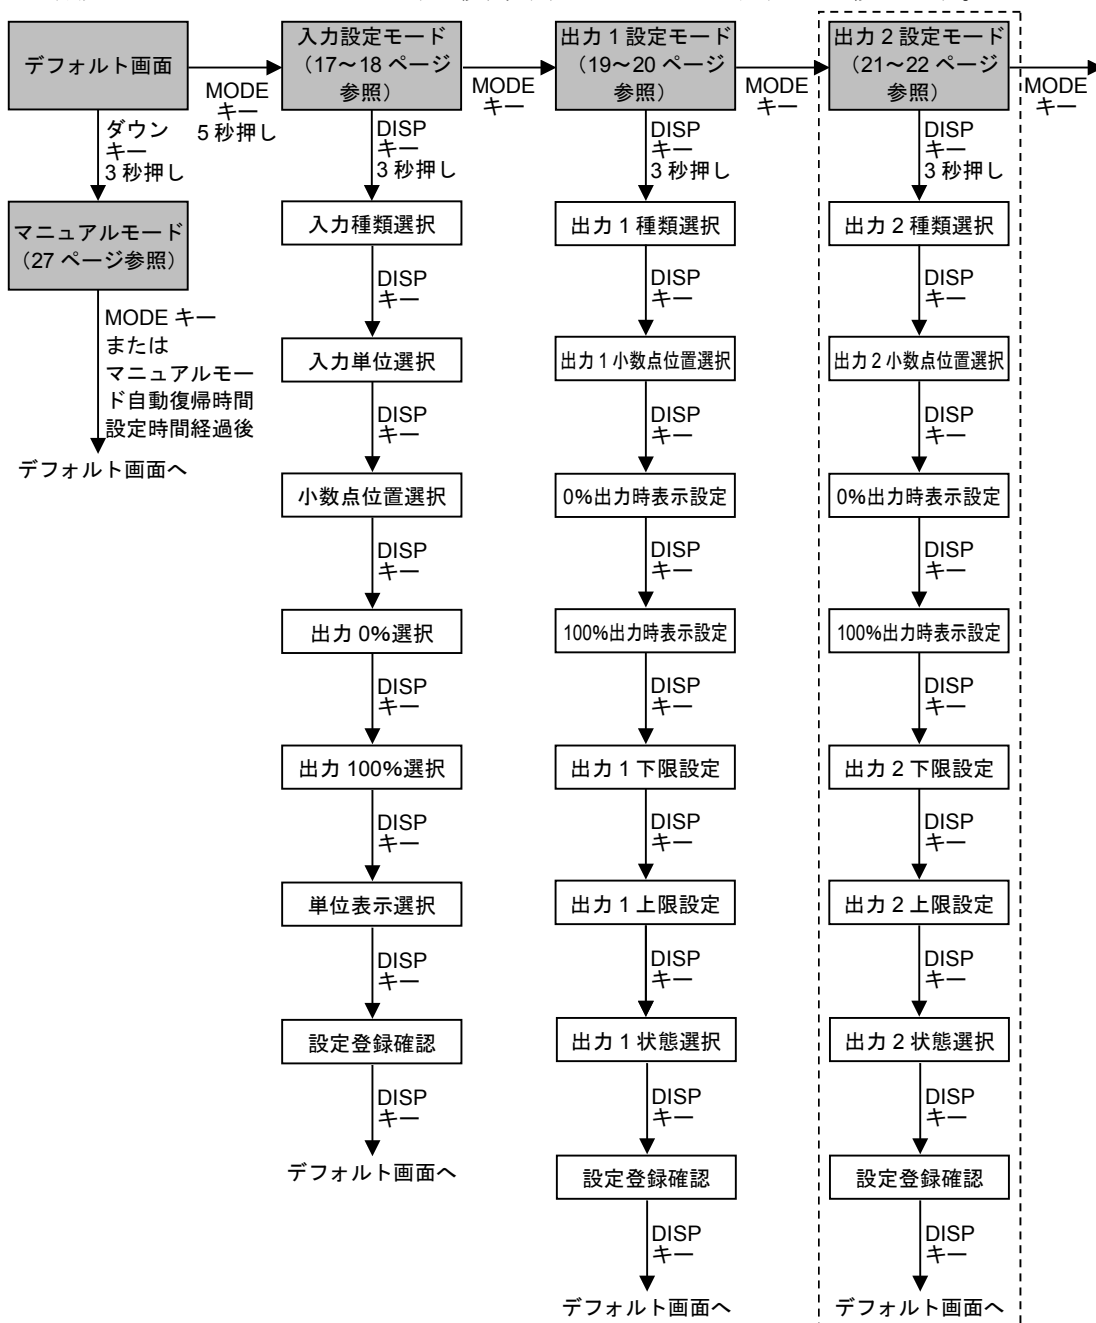 デフォルト画面
MODE
キー
5 秒押し
ダウン
キー
3 秒押し
マニュアルモード
（27 ページ参照）
MODE キー
または
マニュアルモー
ド自動復帰時間
設定時間経過後
デフォルト画面へ
入力設定モード
（17～18 ページ
参照）
MODE
キー
DISP
キー
3 秒押し
入力種類選択
DISP
キー
入力単位選択
DISP
キー
小数点位置選択
DISP
キー
出力 0%選択
DISP
キー
出力 100%選択
DISP
キー
単位表示選択
DISP
キー
設定登録確認
DISP
キー
デフォルト画面へ
出力 1 設定モード
（19～20 ページ
参照）
MODE
キー
DISP
キー
3 秒押し
出力 1 種類選択
DISP
キー
出力 1 小数点位置選択
DISP
キー
0%出力時表示設定
DISP
キー
100%出力時表示設定
DISP
キー
出力 1 下限設定
DISP
キー
出力 1 上限設定
DISP
キー
出力 1 状態選択
DISP
キー
設定登録確認
DISP
キー
デフォルト画面へ
出力 2 設定モード
（21～22 ページ
参照）
MODE
キー
DISP
キー
3 秒押し
出力 2 種類選択
DISP
キー
出力 2 小数点位置選択
DISP
キー
0%出力時表示設定
DISP
キー
100%出力時表示設定
DISP
キー
出力 2 下限設定
DISP
キー
出力 2 上限設定
DISP
キー
出力 2 状態選択
DISP
キー
設定登録確認
DISP
キー
デフォルト画面へ